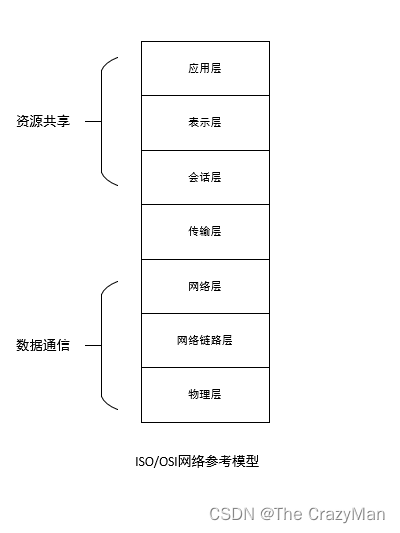 应用层
资源共享
表示层
会话层
传输层
网络层
网络链路层
数据通信
物理层
ISO/OSI网络参考模型
CSDN @The CrazyMan